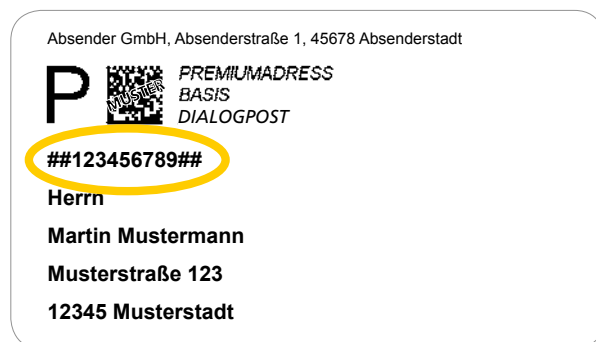 Absender GmbH, Absenderstraße 1, 45678 Absenderstadt
P MUSTER PREMIUMADRESS
BASIS
DIALOGPOST
##123456789##
Herrn
Martin Mustermann
Musterstraße 123
12345 Musterstadt